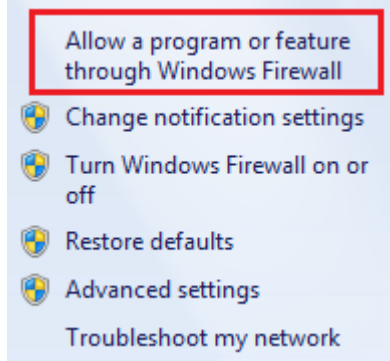 Allow a program or feature
through Windows Firewall
Change notification settings
Turn Windows Firewall on or
off
Restore defaults
Advanced settings
Troubleshoot my network